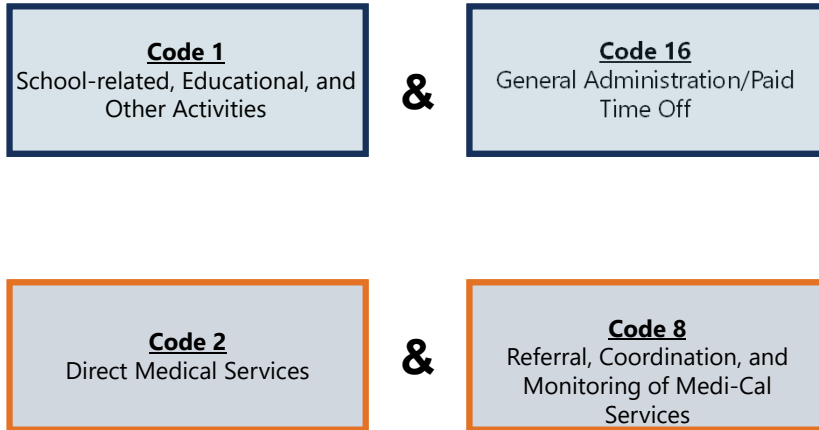 Code 1
School-related, Educational, and
Other Activities
&
Code 16
General Administration/Paid
Time Off
Code 2
Direct Medical Services
&
Code 8
Referral, Coordination, and
Monitoring of Medi-Cal
Services